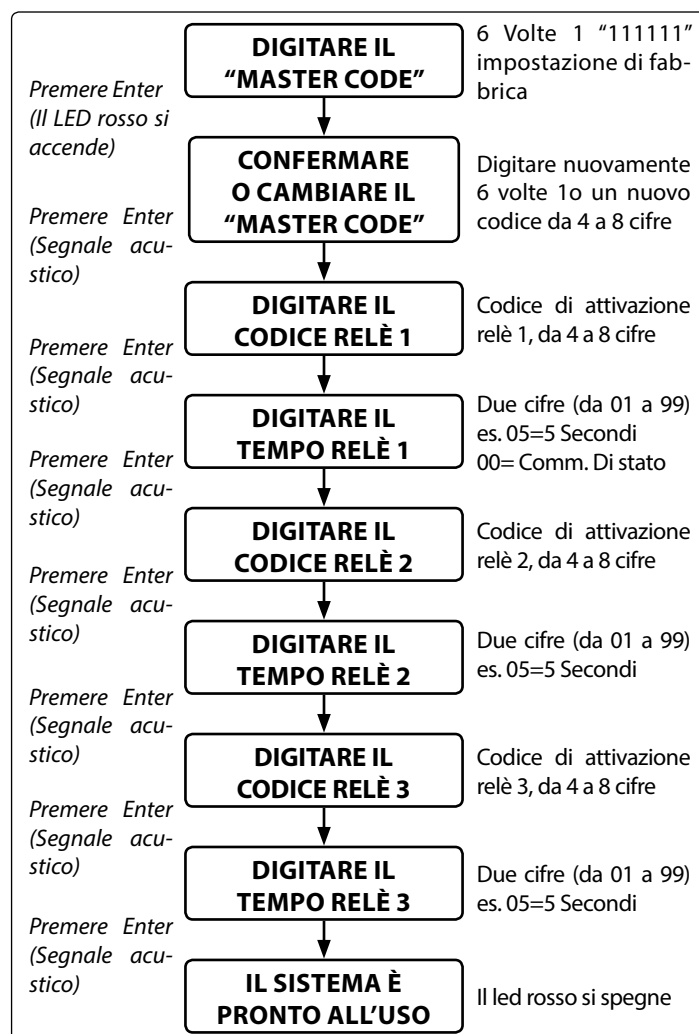 DIGITARE IL
“MASTER CODE”
6 Volte 1 “111111”
impostazione di fab-
brica
Premere Enter
(Il LED rosso si
accende)
CONFERMARE
O CAMBIARE IL
“MASTER CODE”
Digitare nuovamente
6 volte 1o un nuovo
codice da 4 a 8 cifre
Premere Enter
(Segnale acu-
stico)
DIGITARE IL
CODICE RELÈ 1
Codice di attivazione
relè 1, da 4 a 8 cifre
Premere Enter
(Segnale acu-
stico)
DIGITARE IL
TEMPO RELÈ 1
Due cifre (da 01 a 99)
es. 05=5 Secondi
00= Comm. Di stato
Premere Enter
(Segnale acu-
stico)
DIGITARE IL
CODICE RELÈ 2
Codice di attivazione
relè 2, da 4 a 8 cifre
Premere Enter
(Segnale acu-
stico)
DIGITARE IL
TEMPO RELÈ 2
Due cifre (da 01 a 99)
es. 05=5 Secondi
Premere Enter
(Segnale acu-
stico)
DIGITARE IL
CODICE RELÈ 3
Codice di attivazione
relè 3, da 4 a 8 cifre
Premere Enter
(Segnale acu-
stico)
DIGITARE IL
TEMPO RELÈ 3
Due cifre (da 01 a 99)
es. 05=5 Secondi
Premere Enter
(Segnale acu-
stico)
IL SISTEMA È
PRONTO ALL’USO
Il led rosso si spegne